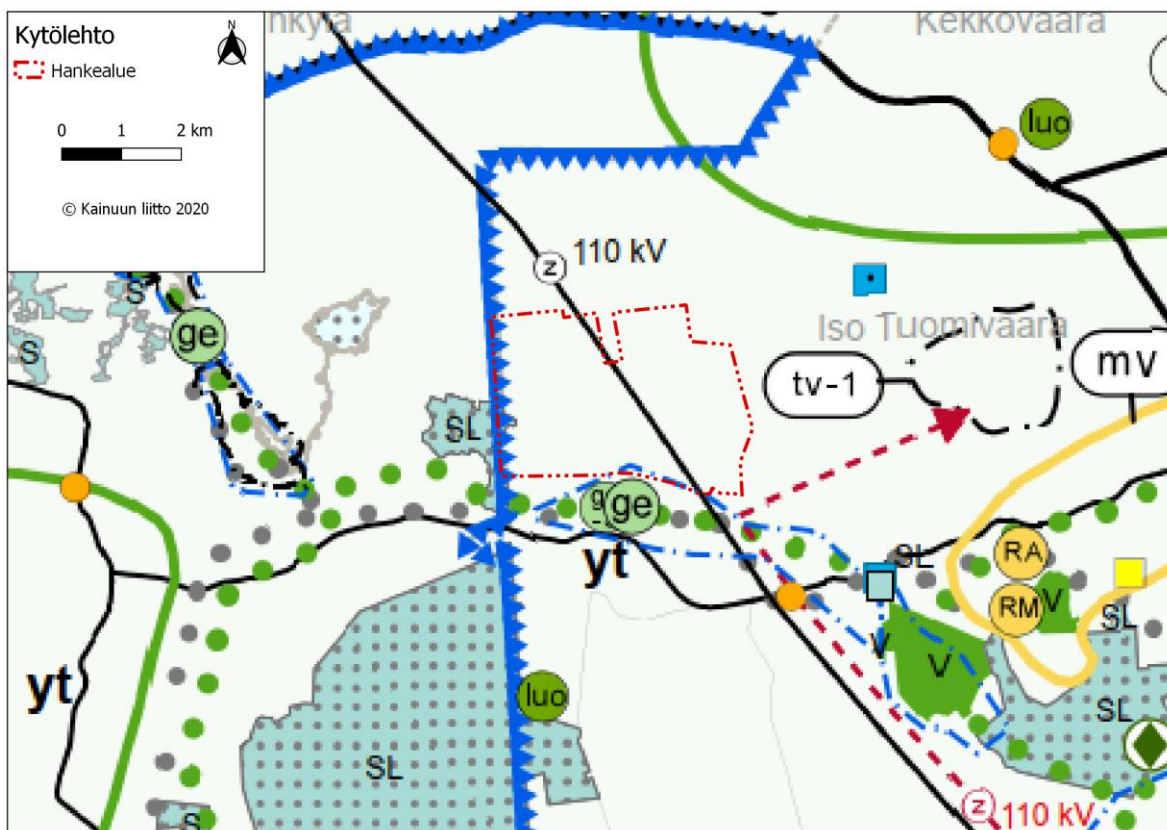 Kytölehto
N
Hankealue
0 1 2 km
© Kainuun liitto 2020
nkylä
Kekkovaara
luo
110 kV
z
S
ge
S
Iso Tuomivaara
tv-1
mv
SL
g
-
ge
yt
SL
RA
RM
V
SL
V
V
yt
luo
SL
SL
z
110 kV
S